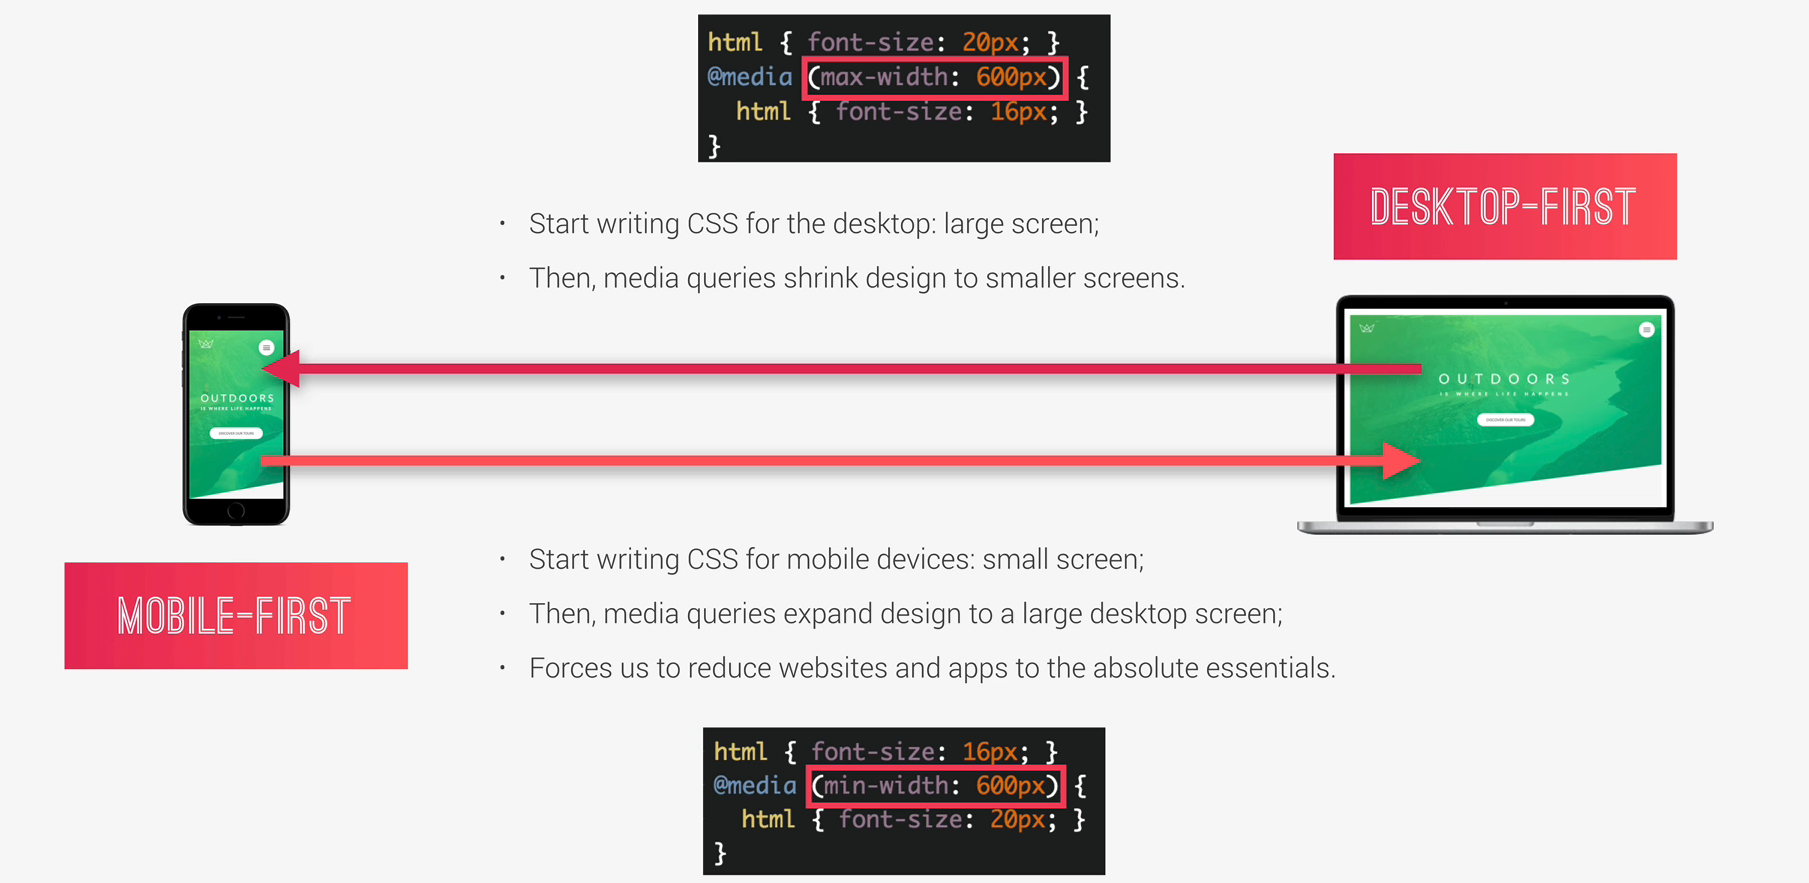 html { font-size: 20px; }
@media (max-width: 600px) {
html { font-size: 16px; }
}
DESKTOP-FIRST
• Start writing CSS for the desktop: large screen;
• Then, media queries shrink design to smaller screens.
OUTDOORS
IS WHERE LIFE HAPPENS
DISCOVER OUR TOURS
OUTDOORS
IS WHERE LIFE HAPPENS
DISCOVER OUR TOURS
MOBILE-FIRST
• Start writing CSS for mobile devices: small screen;
• Then, media queries expand design to a large desktop screen;
• Forces us to reduce websites and apps to the absolute essentials.
html { font-size: 16px; }
@media (min-width: 600px) {
html { font-size: 20px; }
}